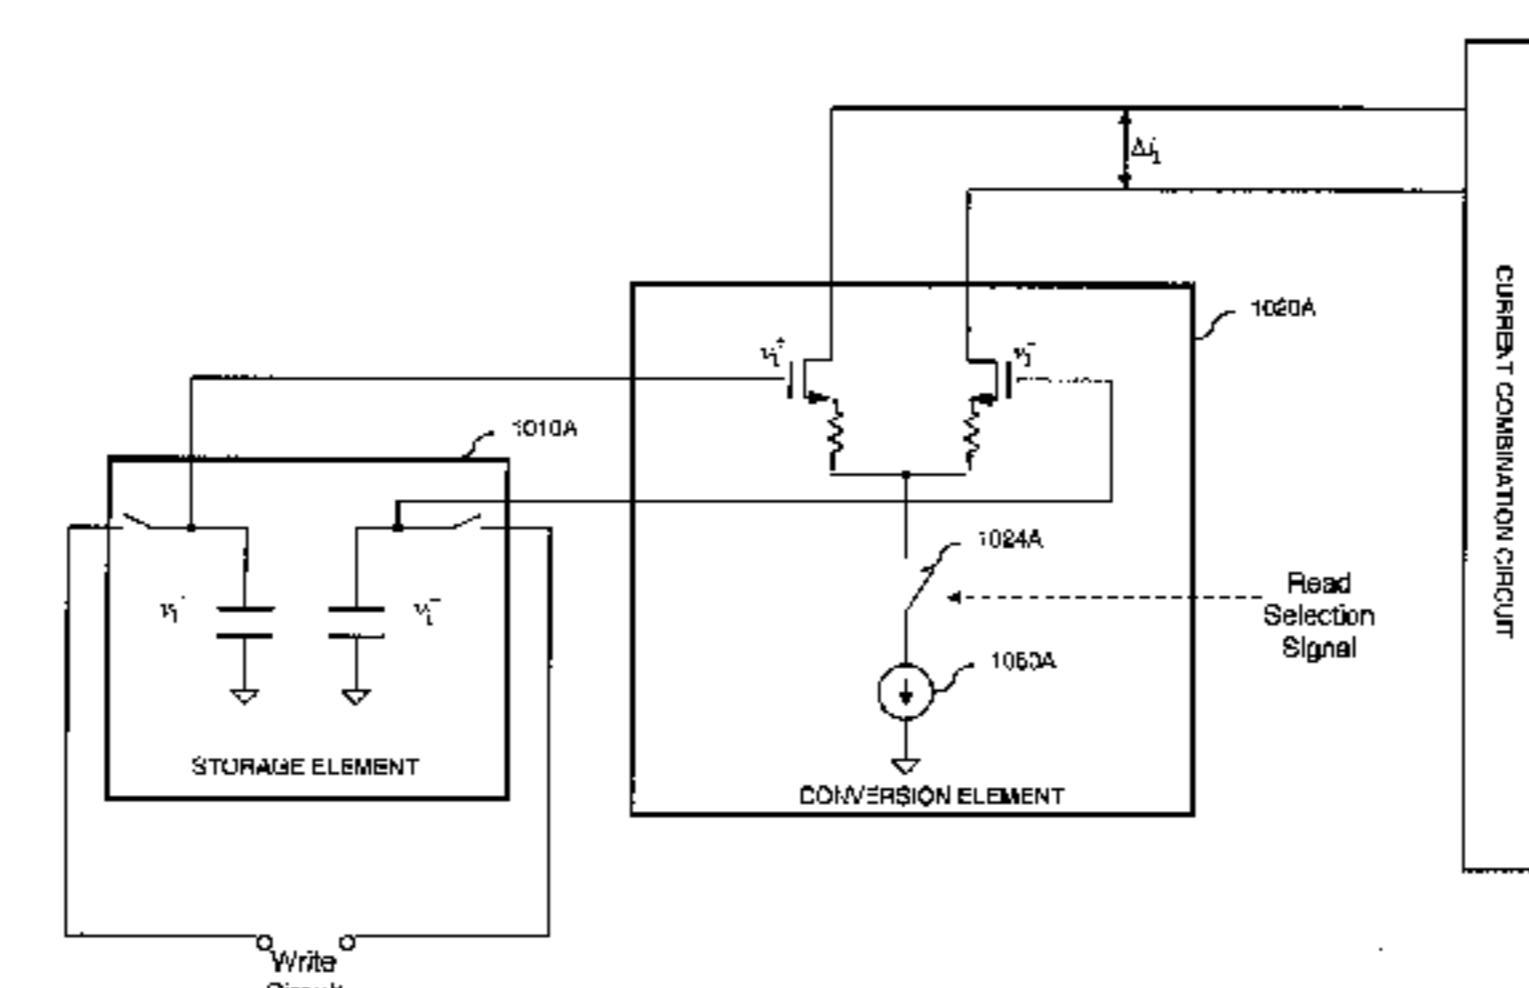 Δi₁
1020A
v₁⁺
v₁⁻
1010A
1024A
v₁
v₁⁻
Read
Selection
Signal
1050A
STORAGE ELEMENT
CONVERSION ELEMENT
CURRENT COMBINATION CIRCUIT
Write